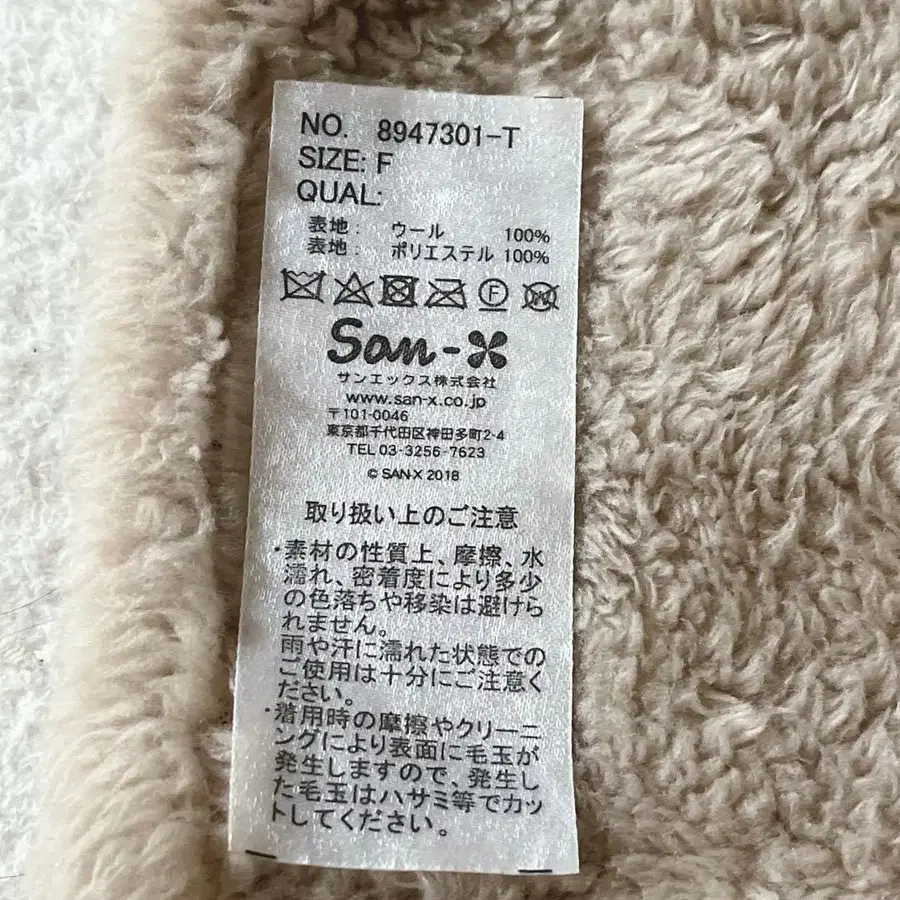 NO. 8947301-T
SIZE: F
QUAL:
表地: ウール 100%
表地: ポリエステル 100%
F W
San-X
サンエックス株式会社
www.san-x.co.jp
〒101-0046
東京都千代田区神田多町2-4
TEL 03-3256-7623
© SAN-X 2018
取り扱い上のご注意
・素材の性質上、摩擦、水
濡れ、密着度により多少
の色落ちや移染は避けら
れません。
雨や汗に濡れた状態での
ご使用は十分にご注意く
ださい。
・着用時の摩擦やクリーニ
ングにより表面に毛玉が
発生しますので、発生し
た毛玉はハサミ等でカッ
トしてください。